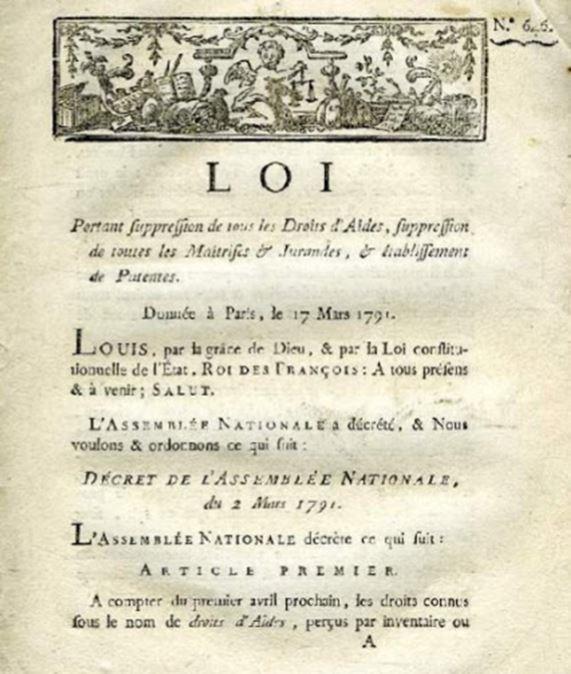 N.° 6.6.
LOI
Portant suppression de tous les Droits d'Aides, suppression
de toutes les Maîtrises & Jurandes, & établissement
de Patentes.
Donnée à Paris, le 17 Mars 1791.
LOUIS, par la grâce de Dieu, & par la Loi constitu-
tionnelle de l'État, ROI DES FRANÇOIS: A tous présens
& à venir; SALUT.
L'ASSEMBLÉE NATIONALE a décrété, & Nous
voulons & ordonnons ce qui suit:
DÉCRET DE L'ASSEMBLÉE NATIONALE,
du 2 Mars 1791.
L'ASSEMBLÉE NATIONALE décrète ce qui suit:
ARTICLE PREMIER.
A compter du premier avril prochain, les droits connus
sous le nom de droits d'Aides, perçus par inventaire ou
A